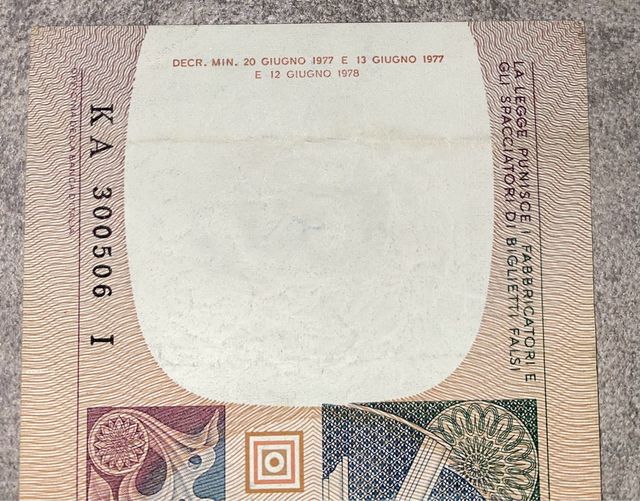 DECR. MIN. 20 GIUGNO 1977 E 13 GIUGNO 1977
E 12 GIUGNO 1978
LA LEGGE PUNISCE I FABBRICATORI E
GLI SPACCIATORI DI BIGLIETTI FALSI
KA 300506 I